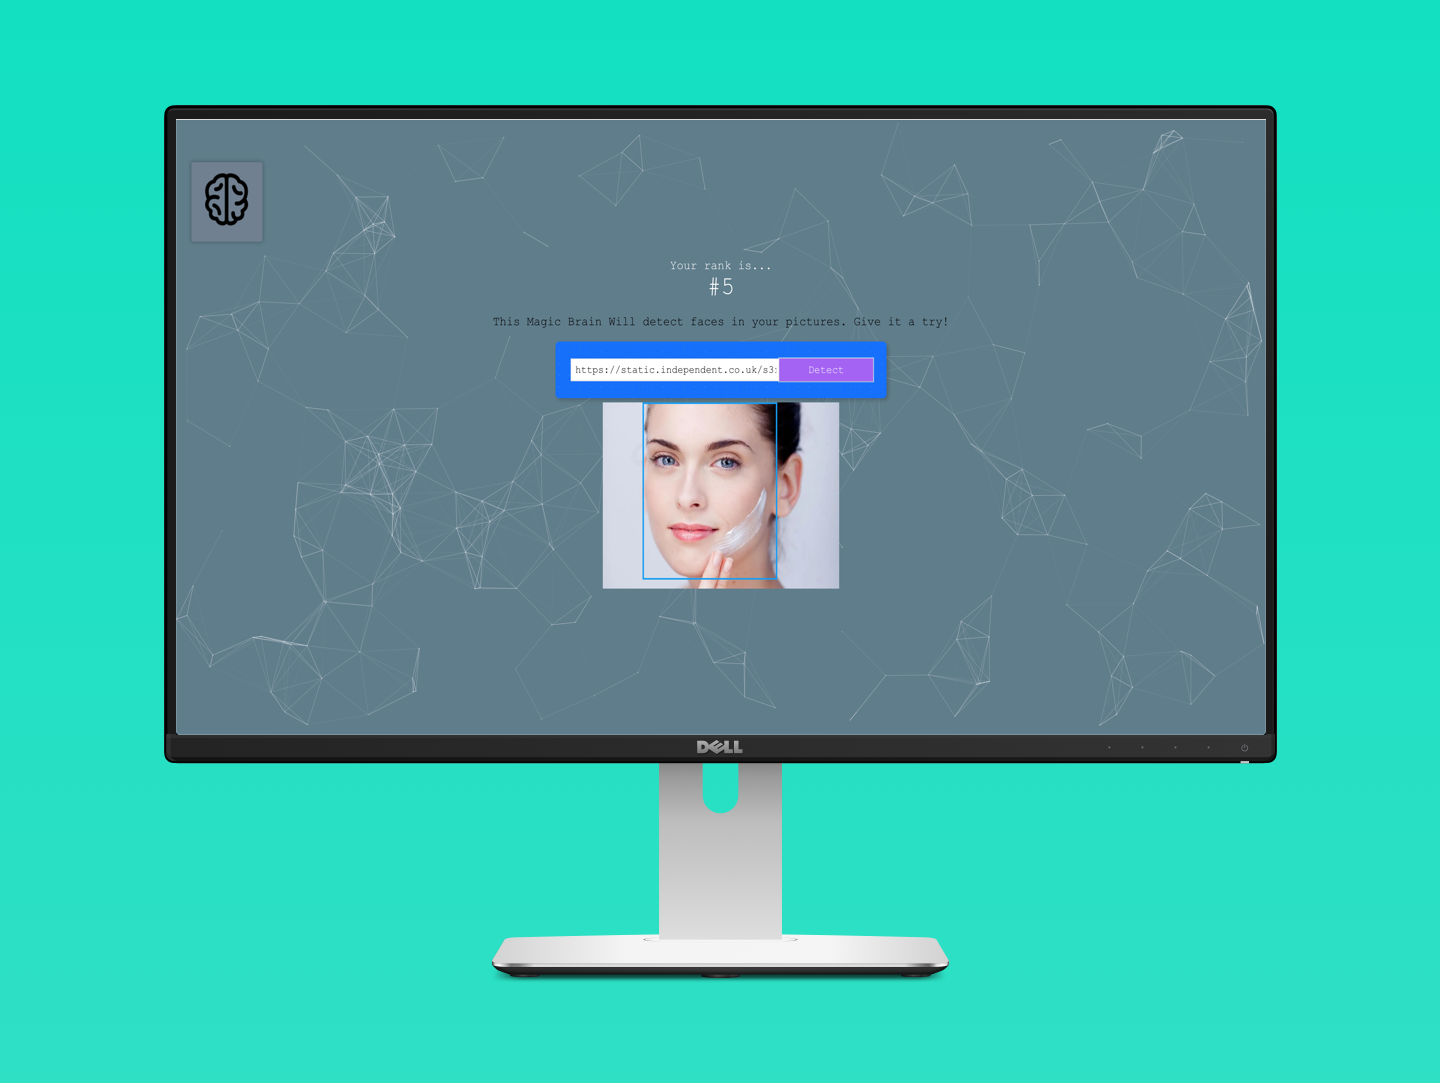 Your rank is...
#5
This Magic Brain Will detect faces in your pictures. Give it a try!
https://static.independent.co.uk/s3
Detect
DELL